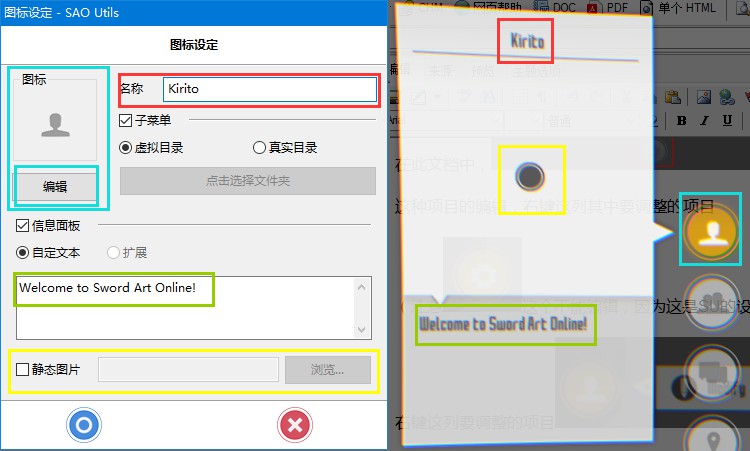 图标设定 - SAO Utils
图标设定
图标
名称 Kirito
子菜单
虚拟目录 真实目录
编辑
点击选择文件夹
信息面板
自定文本 扩展
Welcome to Sword Art Online!
静态图片 浏览...
网页帮助 DOC PDF 单个 HTML
Kirito
B I U
在此文档中，
这种项目的编辑，右键这列其中要调整的项目
因为这是SU的设
Welcome to Sword Art Online!
右键这列要调整的项目